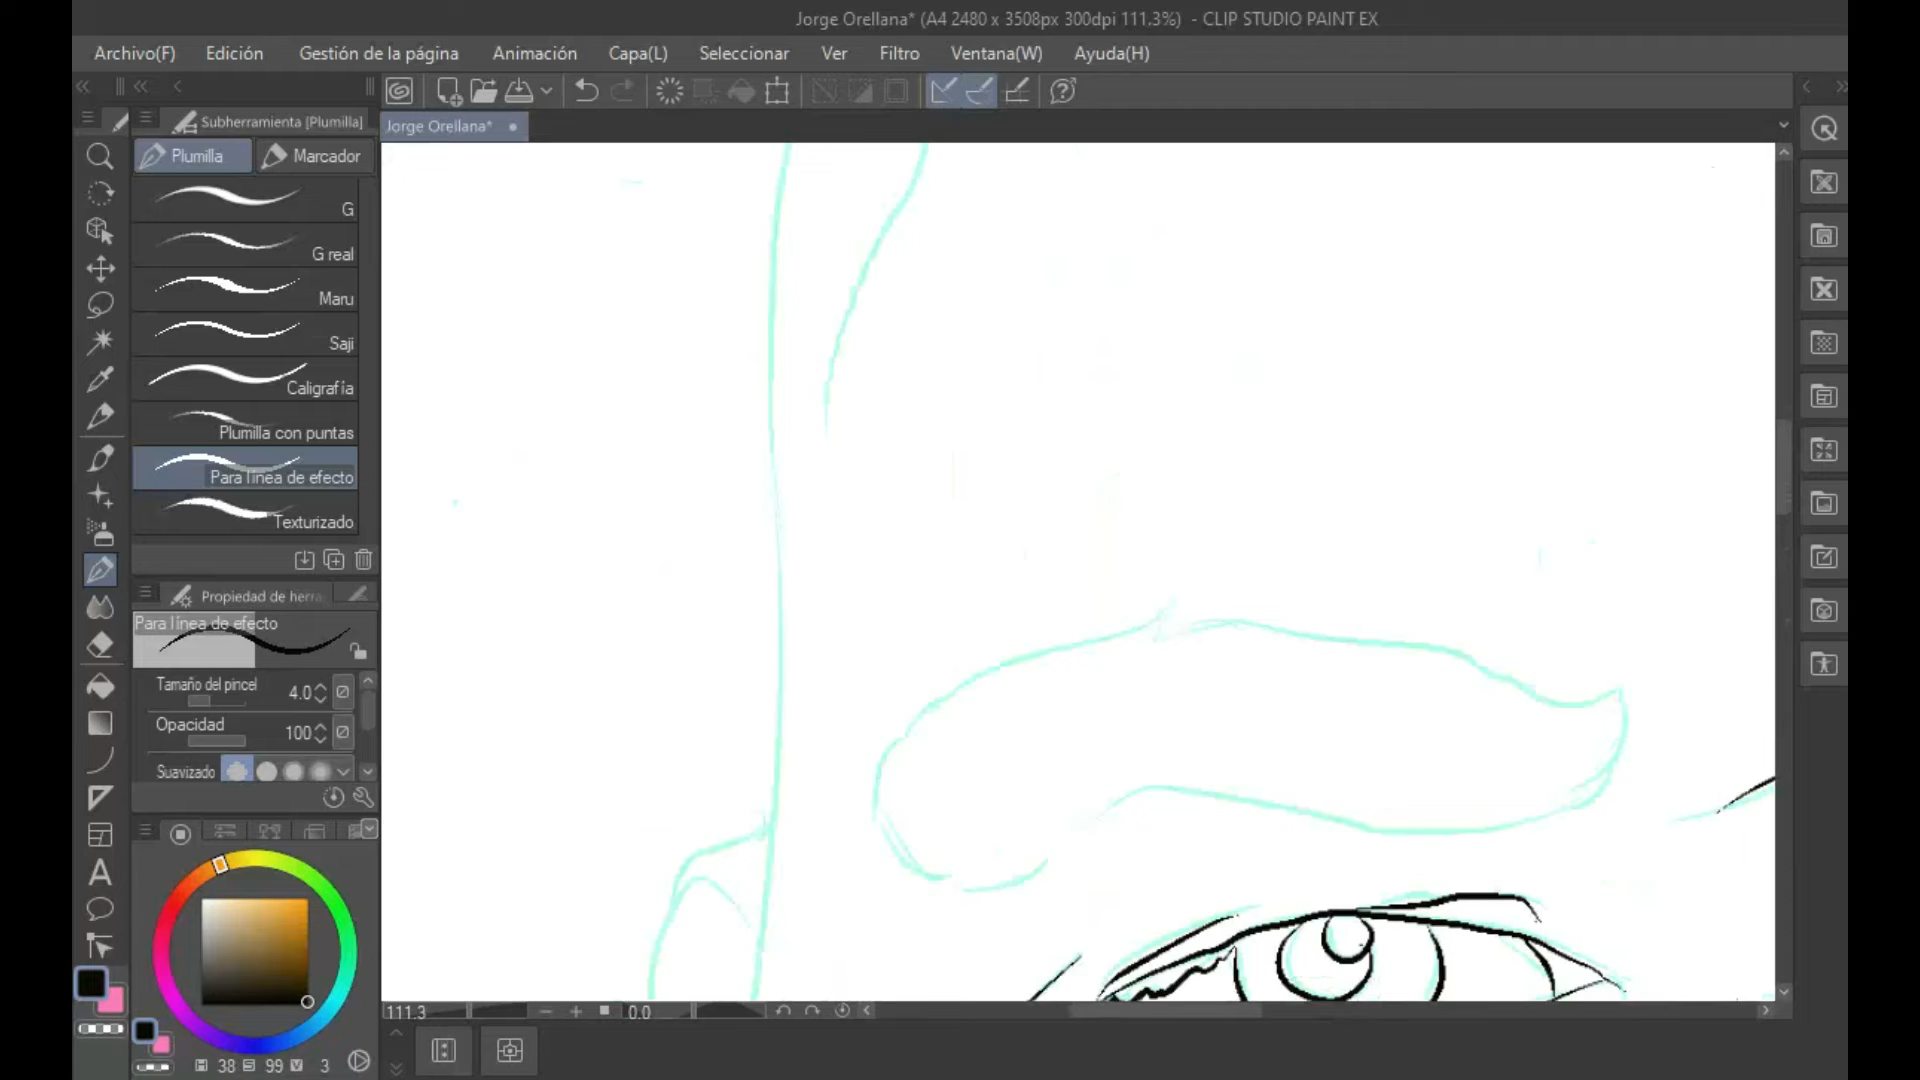 Jorge Orellana* (A4 2480 x 3508px 300dpi 111.3%) - CLIP STUDIO PAINT EX
Archivo(F) Edición Gestión de la página Animación Capa(L) Seleccionar Ver Filtro Ventana(W) Ayuda(H)
Subherramienta [Plumilla]
Jorge Orellana*
Plumilla Marcador
G
G real
Maru
Saji
Caligrafía
Plumilla con puntas
Para línea de efecto
Texturizado
Propiedad de herra
Para línea de efecto
Tamaño del pincel 4.0
Opacidad 100
Suavizado
111.3 0.0
H 38 S 99 V 3